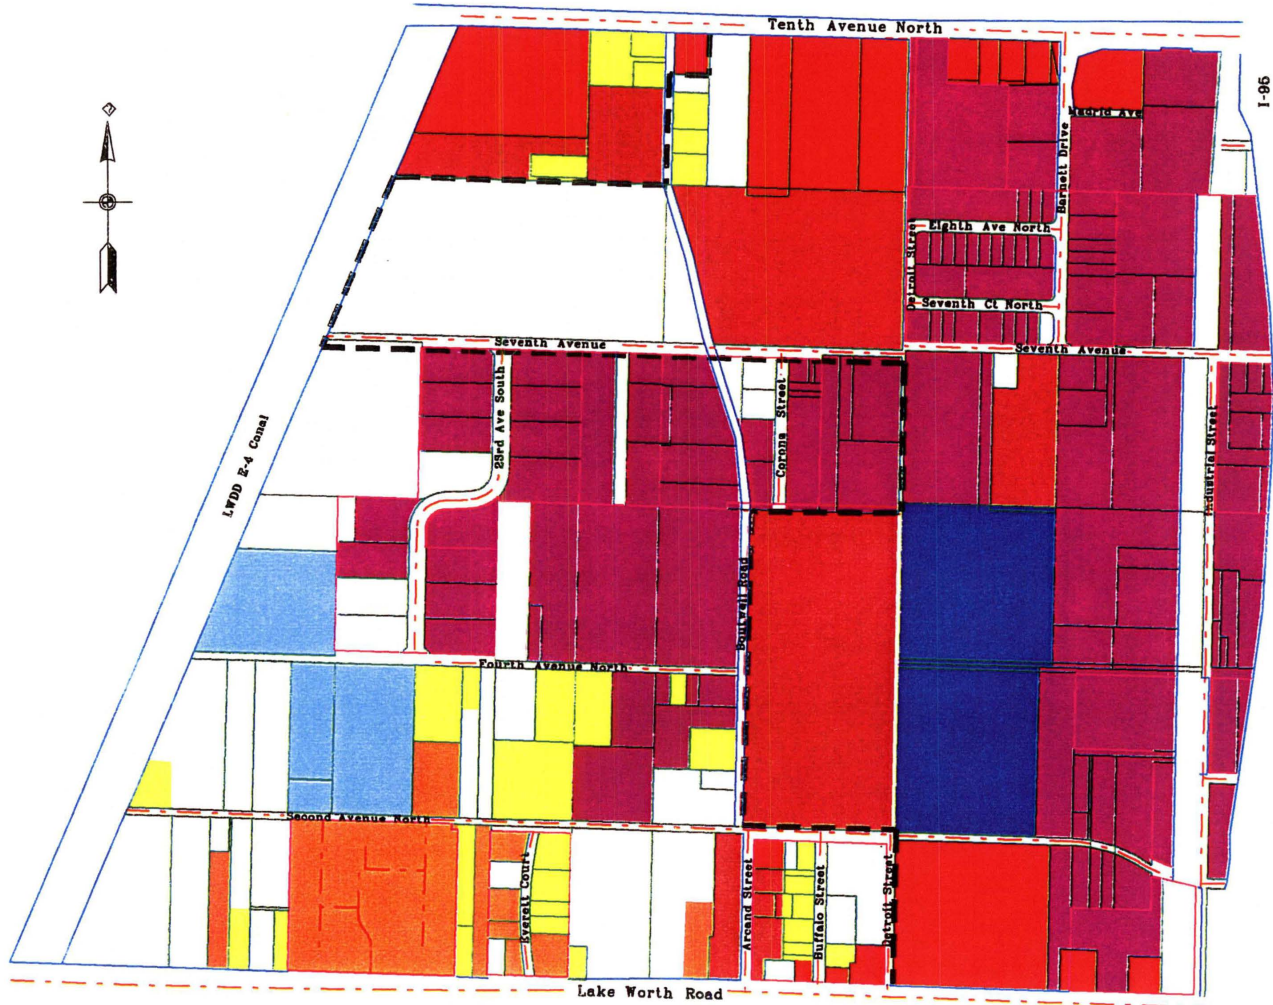 Tenth Avenue North
I-96
Madrid Ave
Barnett Drive
Eighth Ave North
Detroit Street
Seventh Ct North
Seventh Avenue
Seventh Avenue
23rd Ave South
Corona Street
Industrial Street
LWDD E-4 Canal
Boutwell Road
Fourth Avenue North
Second Avenue North
Everett Court
Arcand Street
Buffalo Street
Detroit Street
Lake Worth Road